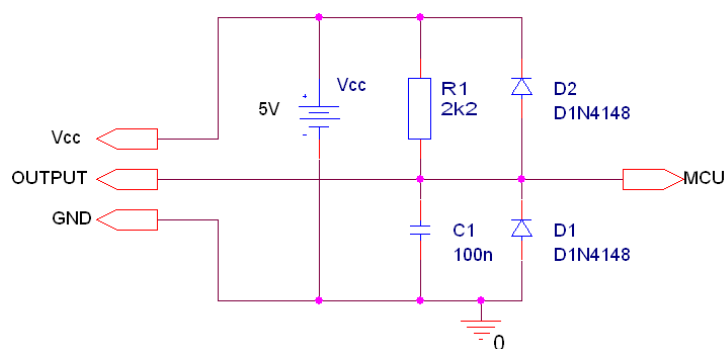 Vcc
5V
Vcc
+
-
R1
2k2
D2
D1N4148
OUTPUT
MCU
GND
C1
100n
D1
D1N4148
0